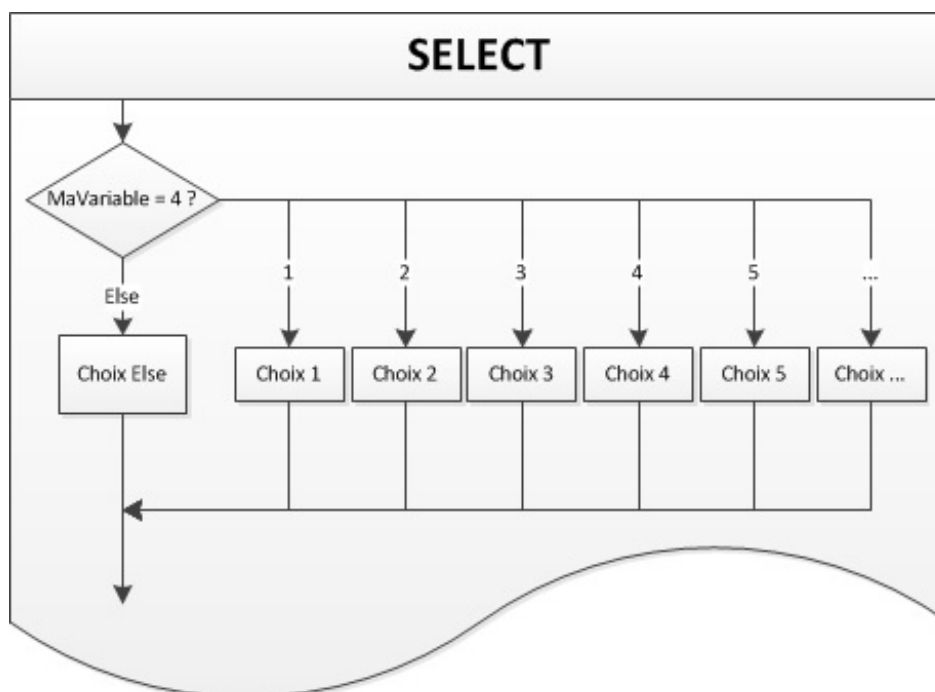 SELECT
MaVariable = 4 ?
Else
1
2
3
4
5
...
Choix Else
Choix 1
Choix 2
Choix 3
Choix 4
Choix 5
Choix ...